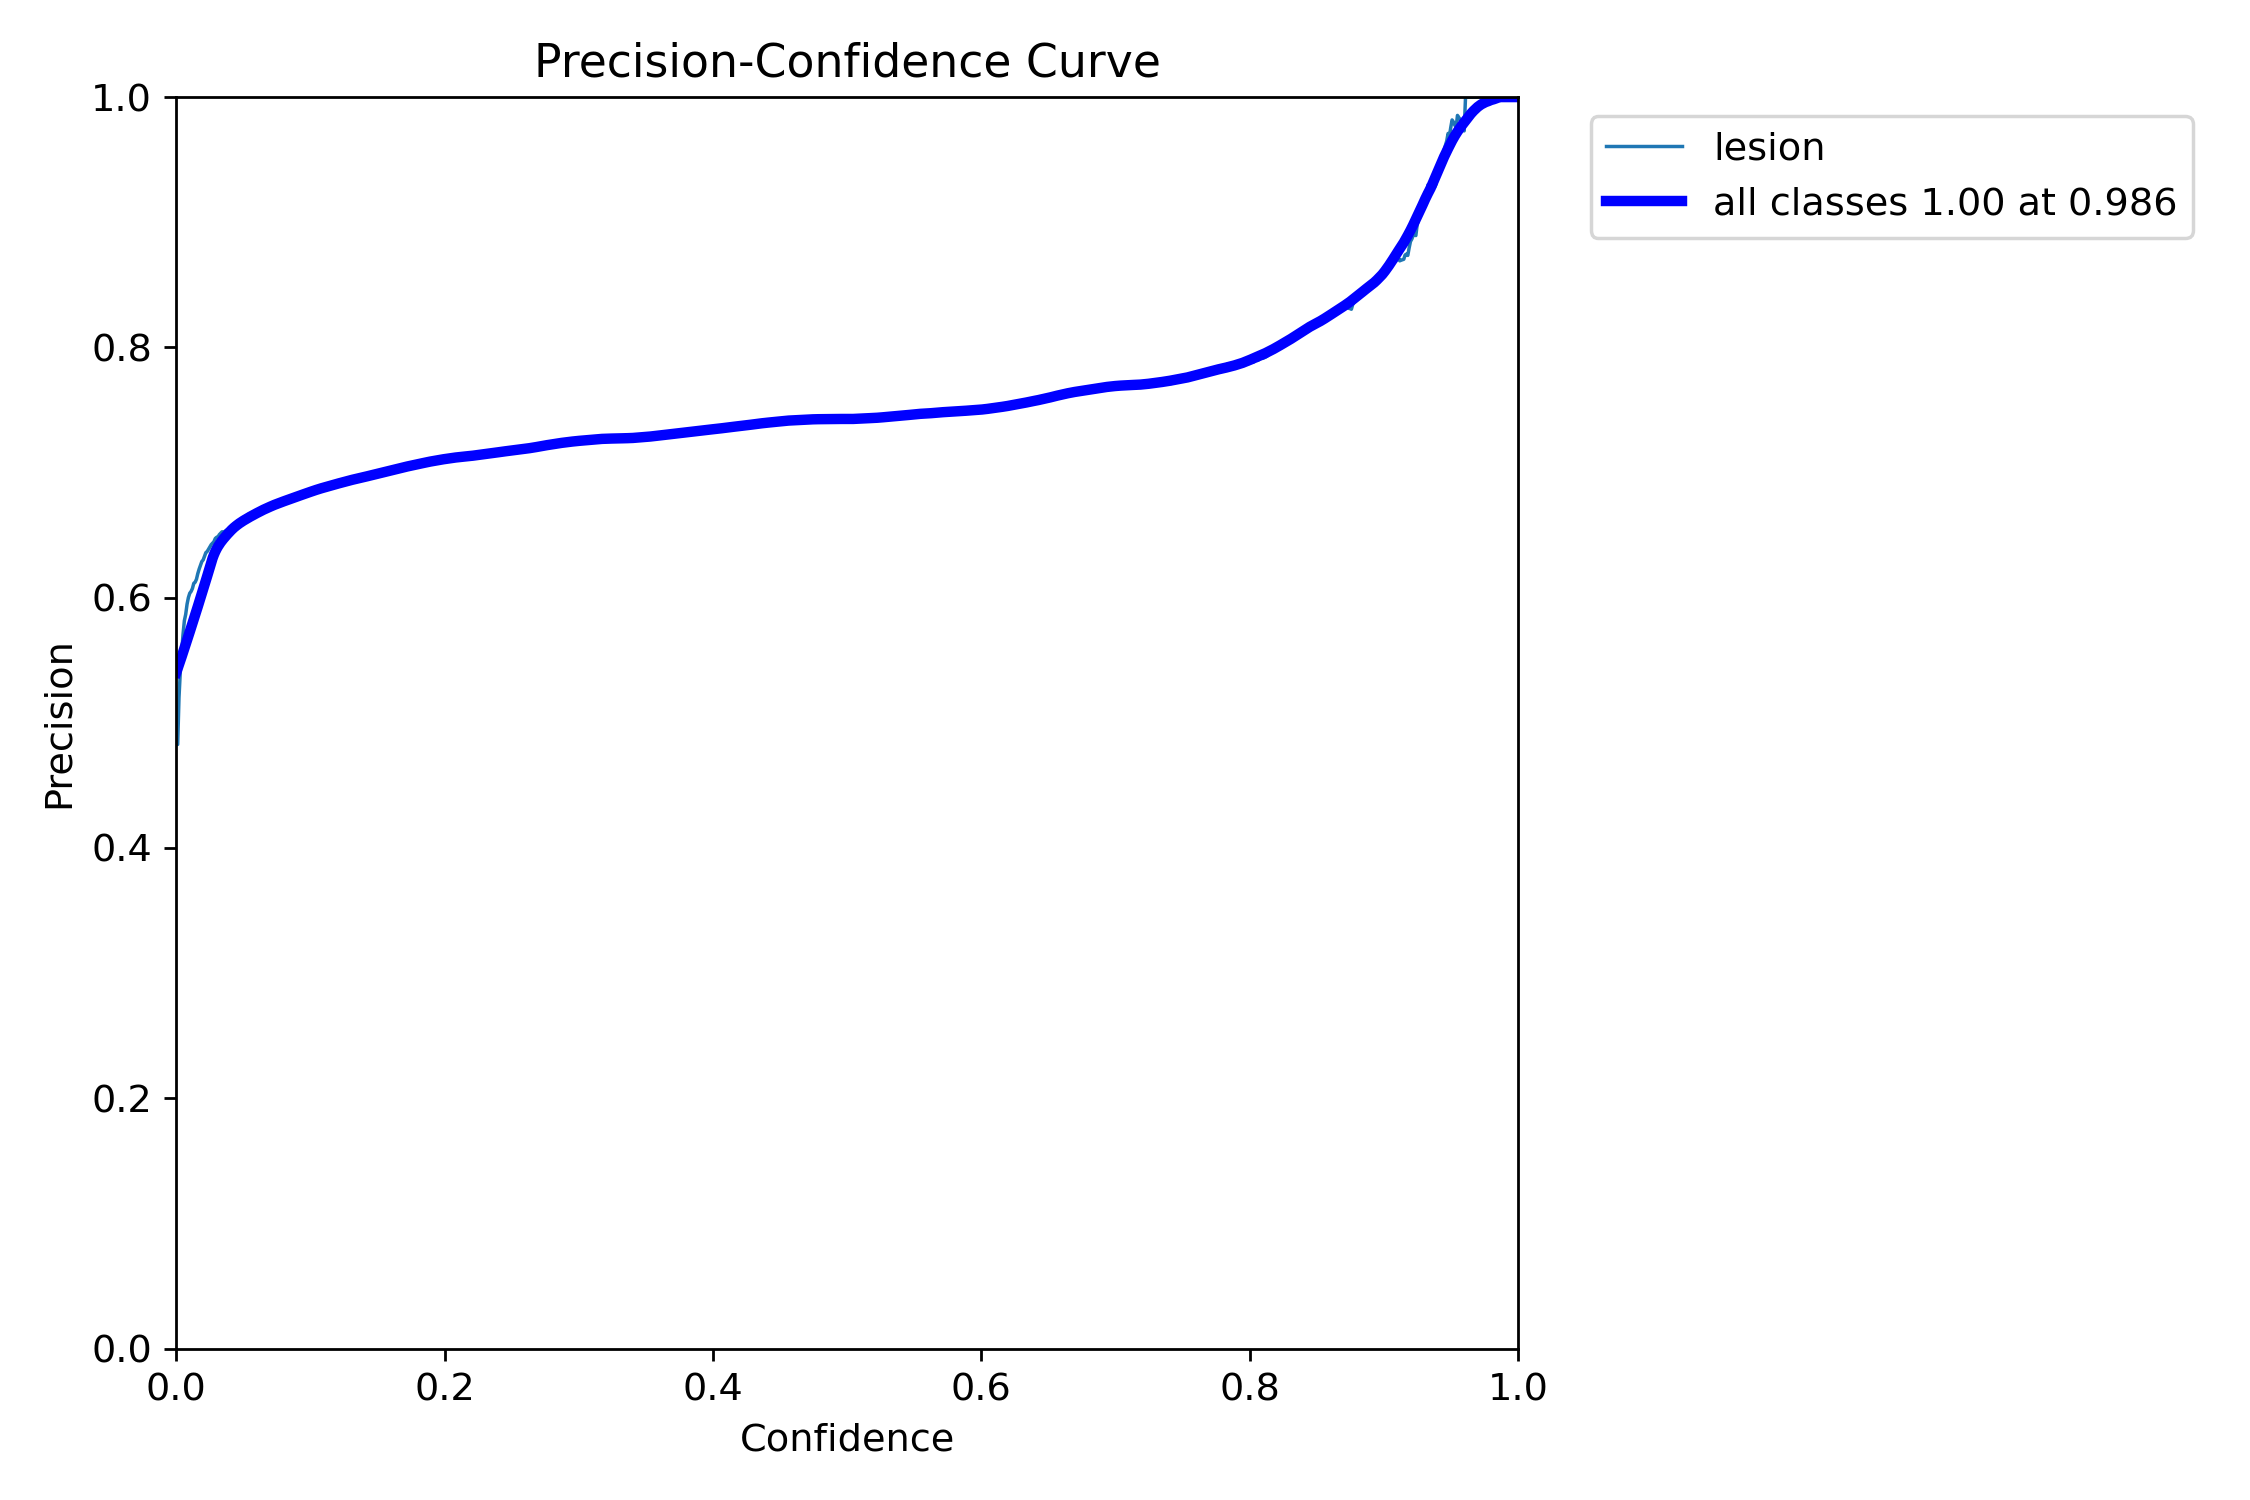 Precision-Confidence Curve
1.0
0.8
0.6
0.4
0.2
0.0
Precision
0.0 0.2 0.4 0.6 0.8 1.0
Confidence
lesion
all classes 1.00 at 0.986